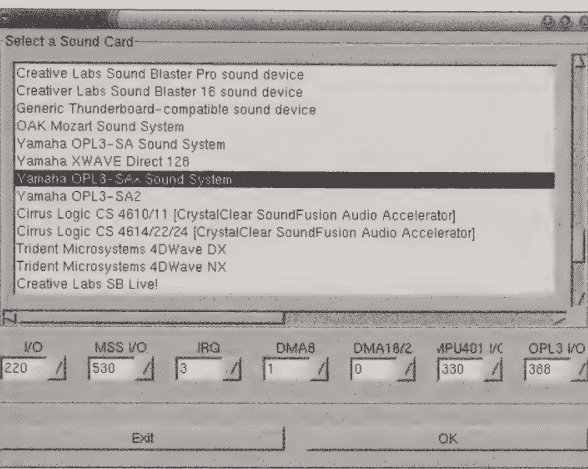 Select a Sound Card
Creative Labs Sound Blaster Pro sound device
Creativer Labs Sound Blaster 16 sound device
Generic Thunderboard-compatible sound device
OAK Mozart Sound System
Yamaha OPL3-SA Sound System
Yamaha XWAVE Direct 128
Yamaha OPL3-SAx Sound System
Yamaha OPL3-SA2
Cirrus Logic CS 4610/11 [CrystalClear SoundFusion Audio Accelerator]
Cirrus Logic CS 4614/22/24 [CrystalClear SoundFusion Audio Accelerator]
Trident Microsystems 4DWave DX
Trident Microsystems 4DWave NX
Creative Labs SB Live!
I/O MSS I/O IRQ DMA8 DMA16/2 MPU401 I/O OPL3 I/O
220 530 3 1 0 330 388
Exit OK